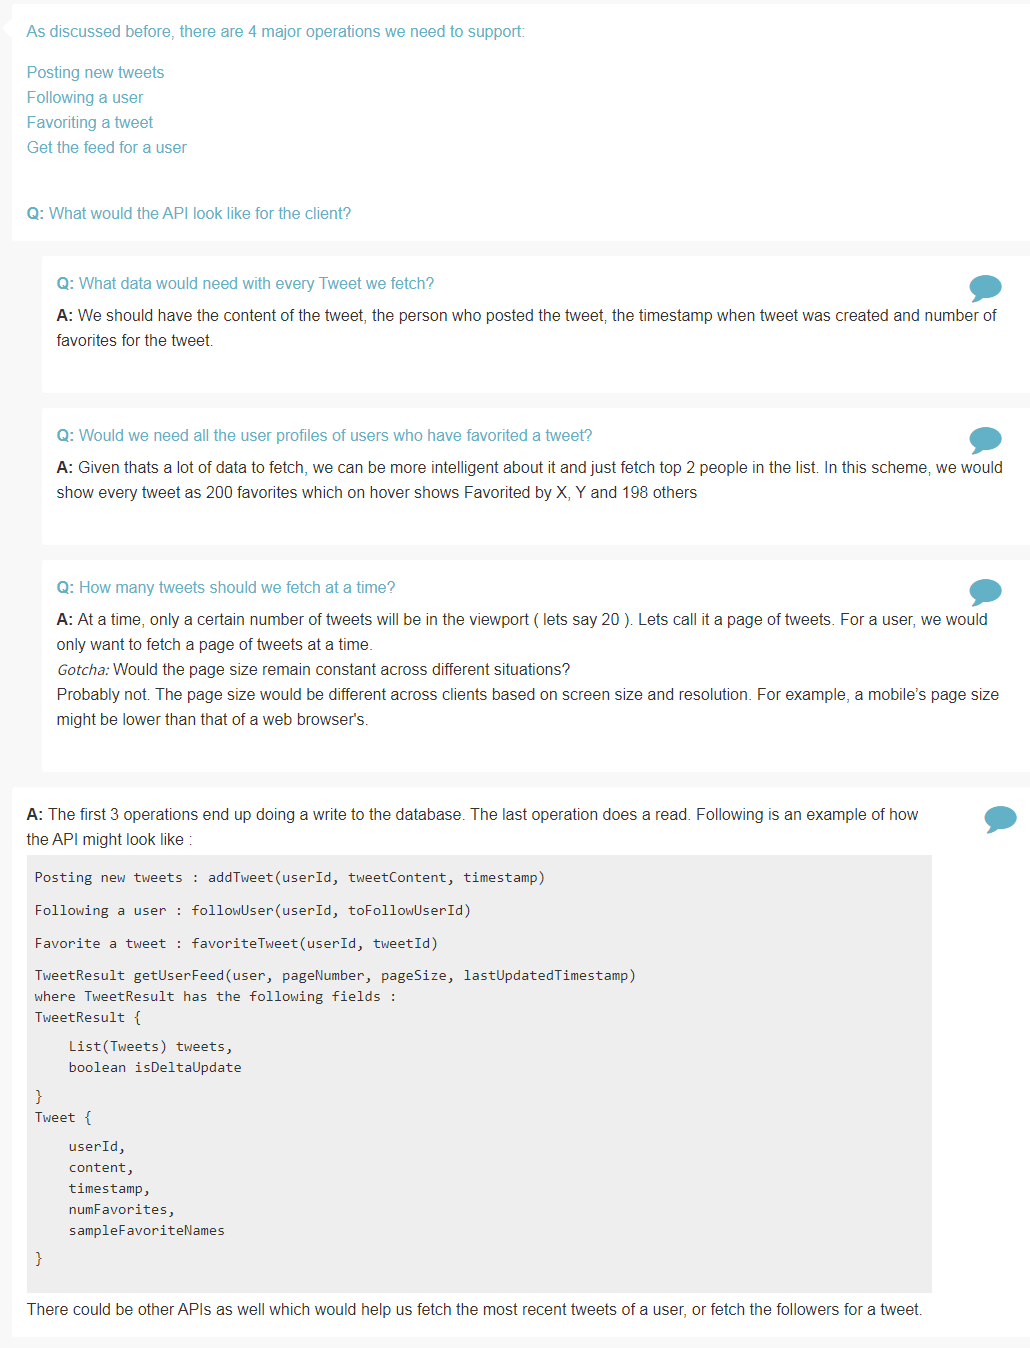 As discussed before, there are 4 major operations we need to support:
Posting new tweets
Following a user
Favoriting a tweet
Get the feed for a user
Q: What would the API look like for the client?
Q: What data would need with every Tweet we fetch?
A: We should have the content of the tweet, the person who posted the tweet, the timestamp when tweet was created and number of
favorites for the tweet.
Q: Would we need all the user profiles of users who have favorited a tweet?
A: Given thats a lot of data to fetch, we can be more intelligent about it and just fetch top 2 people in the list. In this scheme, we would
show every tweet as 200 favorites which on hover shows Favorited by X, Y and 198 others
Q: How many tweets should we fetch at a time?
A: At a time, only a certain number of tweets will be in the viewport ( lets say 20 ). Lets call it a page of tweets. For a user, we would
only want to fetch a page of tweets at a time.
Gotcha: Would the page size remain constant across different situations?
Probably not. The page size would be different across clients based on screen size and resolution. For example, a mobile's page size
might be lower than that of a web browser's.
A: The first 3 operations end up doing a write to the database. The last operation does a read. Following is an example of how
the API might look like :
Posting new tweets : addTweet(userId, tweetContent, timestamp)
Following a user : followUser(userId, toFollowUserId)
Favorite a tweet : favoriteTweet(userId, tweetId)
TweetResult getUserFeed(user, pageNumber, pageSize, lastUpdatedTimestamp)
where TweetResult has the following fields :
TweetResult {
List(Tweets) tweets,
boolean isDeltaUpdate
}
Tweet {
userId,
content,
timestamp,
numFavorites,
sampleFavoriteNames
}
There could be other APIs as well which would help us fetch the most recent tweets of a user, or fetch the followers for a tweet.